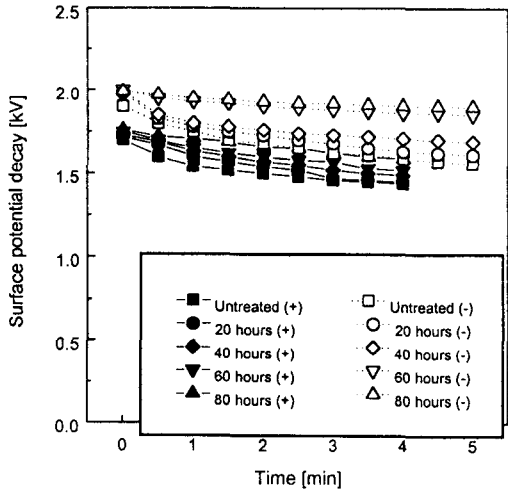 Surface potential decay [kV]
2.5
2.0
1.5
1.0
0.5
0.0
Untreated (+)
20 hours (+)
40 hours (+)
60 hours (+)
80 hours (+)
Untreated (-)
20 hours (-)
40 hours (-)
60 hours (-)
80 hours (-)
0 1 2 3 4 5
Time [min]